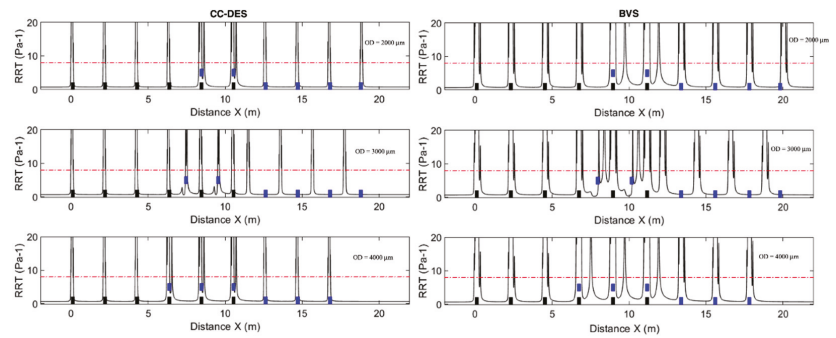 CC-DES
BVS
20
RRT (Pa-1)
10
0
OD = 2000 µm
0 5 10 15 20
Distance X (m)
20
RRT (Pa-1)
10
0
OD = 2000 µm
0 5 10 15 20
Distance X (m)
20
RRT (Pa-1)
10
0
OD = 3000 µm
0 5 10 15 20
Distance X (m)
20
RRT (Pa-1)
10
0
OD = 3000 µm
0 5 10 15 20
Distance X (m)
20
RRT (Pa-1)
10
0
OD = 4000 µm
0 5 10 15 20
Distance X (m)
20
RRT (Pa-1)
10
0
OD = 4000 µm
0 5 10 15 20
Distance X (m)